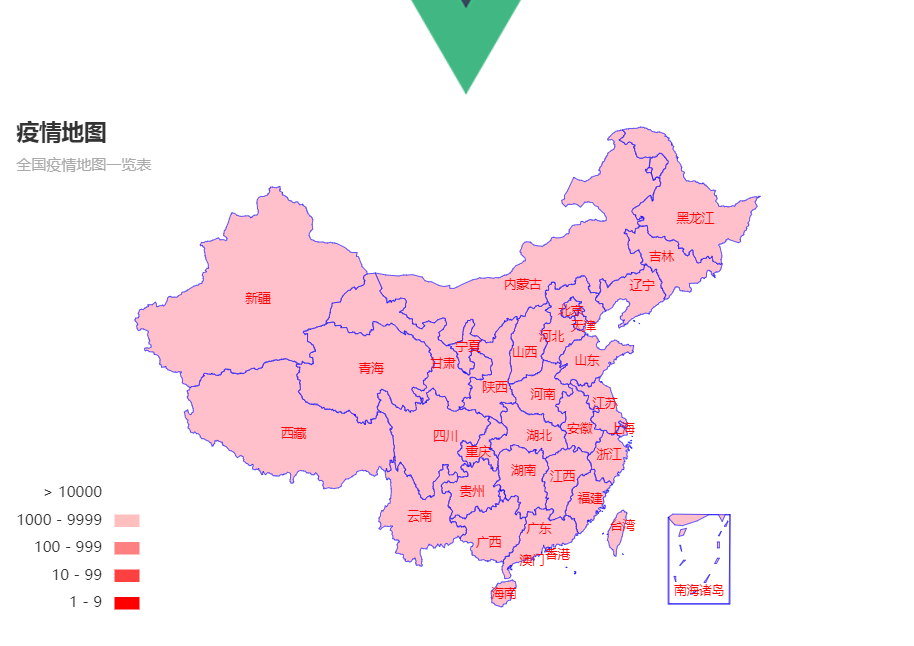 疫情地图
全国疫情地图一览表
黑龙江
吉林
内蒙古
辽宁
新疆
北京
天津
河北
宁夏
山西
山东
甘肃
青海
陕西
河南
江苏
西藏
四川
湖北
安徽
上海
重庆
浙江
湖南
江西
贵州
福建
云南
广东
台湾
广西
澳门
香港
海南
南海诸岛
> 10000
1000 - 9999
100 - 999
10 - 99
1 - 9